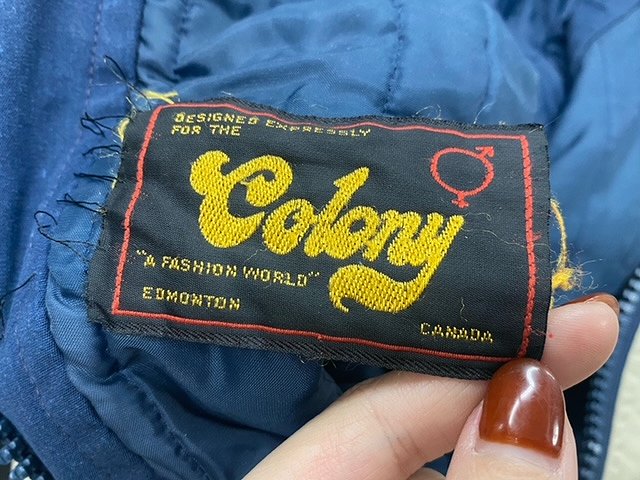 DESIGNED EXPRESSLY
FOR THE
Colony
"A FASHION WORLD"
EDMONTON
CANADA